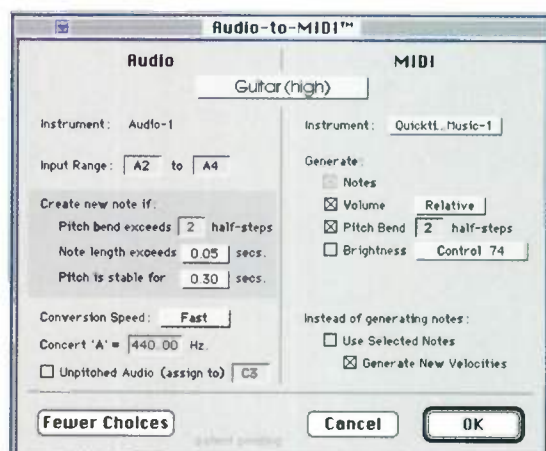 Audio-to-MIDI™
Audio
MIDI
Guitar (high)
Instrument: Audio-1
Input Range: A2 to A4
Create new note if:
Pitch bend exceeds 2 half-steps
Note length exceeds 0.05 secs.
Pitch is stable for 0.30 secs.
Conversion Speed: Fast
Concert 'A' = 440.00 Hz.
Unpitched Audio (assign to) C3
Instrument: Quickti..Music-1
Generate:
Notes
Volume Relative
Pitch Bend 2 half-steps
Brightness Control 74
Instead of generating notes:
Use Selected Notes
Generate New Velocities
Fewer Choices
patent pending
Cancel
OK